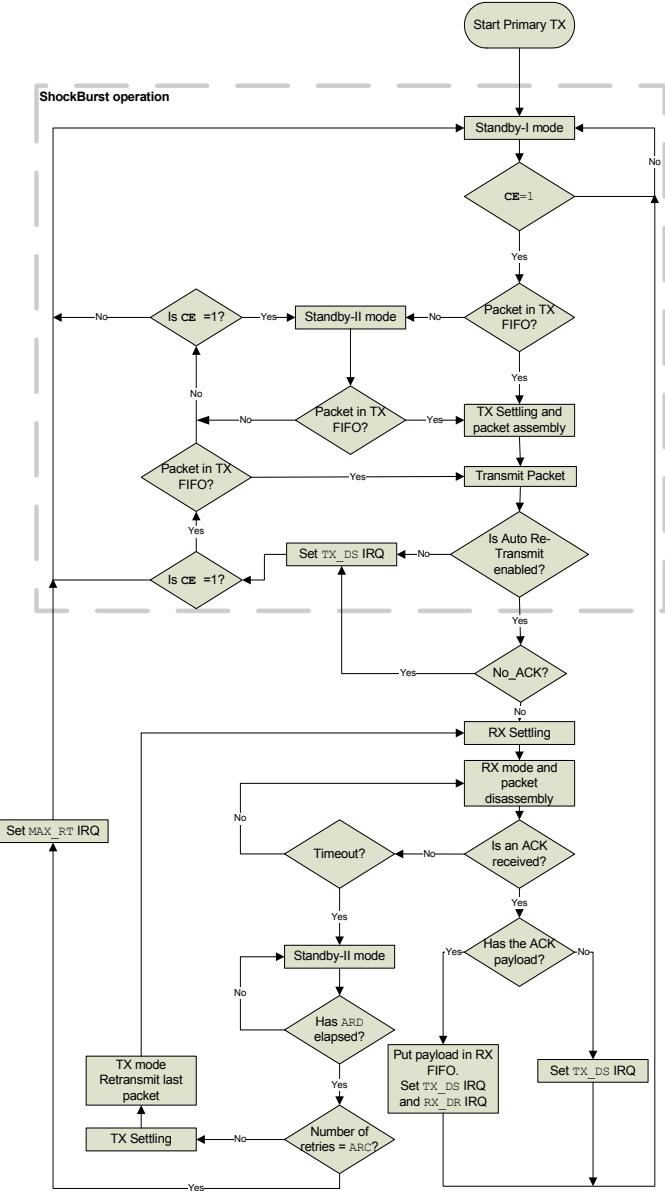 Start Primary TX
ShockBurst operation
Standby-I mode
No
CE=1
Yes
Is CE =1?
No
Yes
Standby-II mode
No
Packet in TX
FIFO?
Yes
No
Packet in TX
FIFO?
No
Yes
TX Settling and
packet assembly
Packet in TX
FIFO?
Yes
Transmit Packet
Yes
Is CE =1?
Set TX_DS IRQ
No
Is Auto Re-
Transmit
enabled?
Yes
Yes
No_ACK?
No
RX Settling
RX mode and
packet
disassembly
No
Set MAX_RT IRQ
Timeout?
No
Is an ACK
received?
Yes
Yes
Standby-II mode
Yes
Has the ACK
payload?
No
No
Has ARD
elapsed?
Put payload in RX
FIFO.
Set TX_DS IRQ
and RX_DR IRQ
Set TX_DS IRQ
TX mode
Retransmit last
packet
Yes
TX Settling
No
Number of
retries = ARC?
Yes